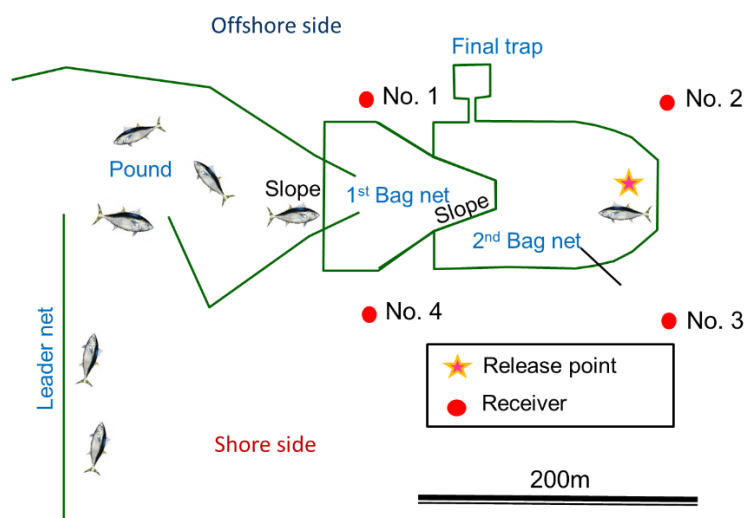 Offshore side
Final trap
No. 1
No. 2
Pound
Slope
1st Bag net
Slope
2nd Bag net
No. 4
No. 3
Leader net
Release point
Receiver
Shore side
200m